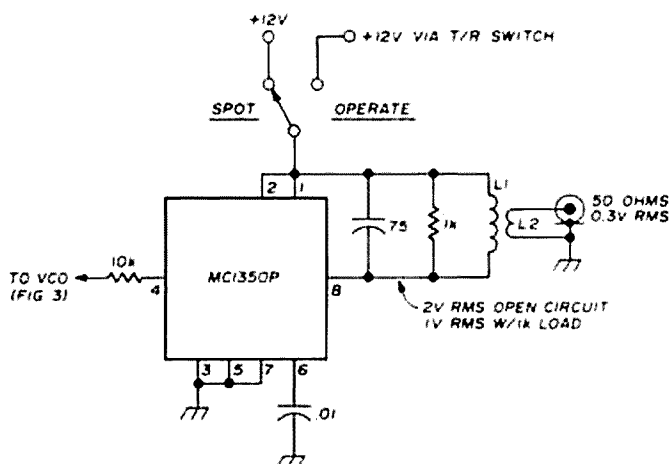 +12V
+12V VIA T/R SWITCH
SPOT
OPERATE
2
1
L1
75
1k
L2
50 OHMS
0.3V RMS
10k
TO VCO
(FIG 3)
4
MC1350P
8
2V RMS OPEN CIRCUIT
1V RMS W/1k LOAD
3
5
7
6
.01